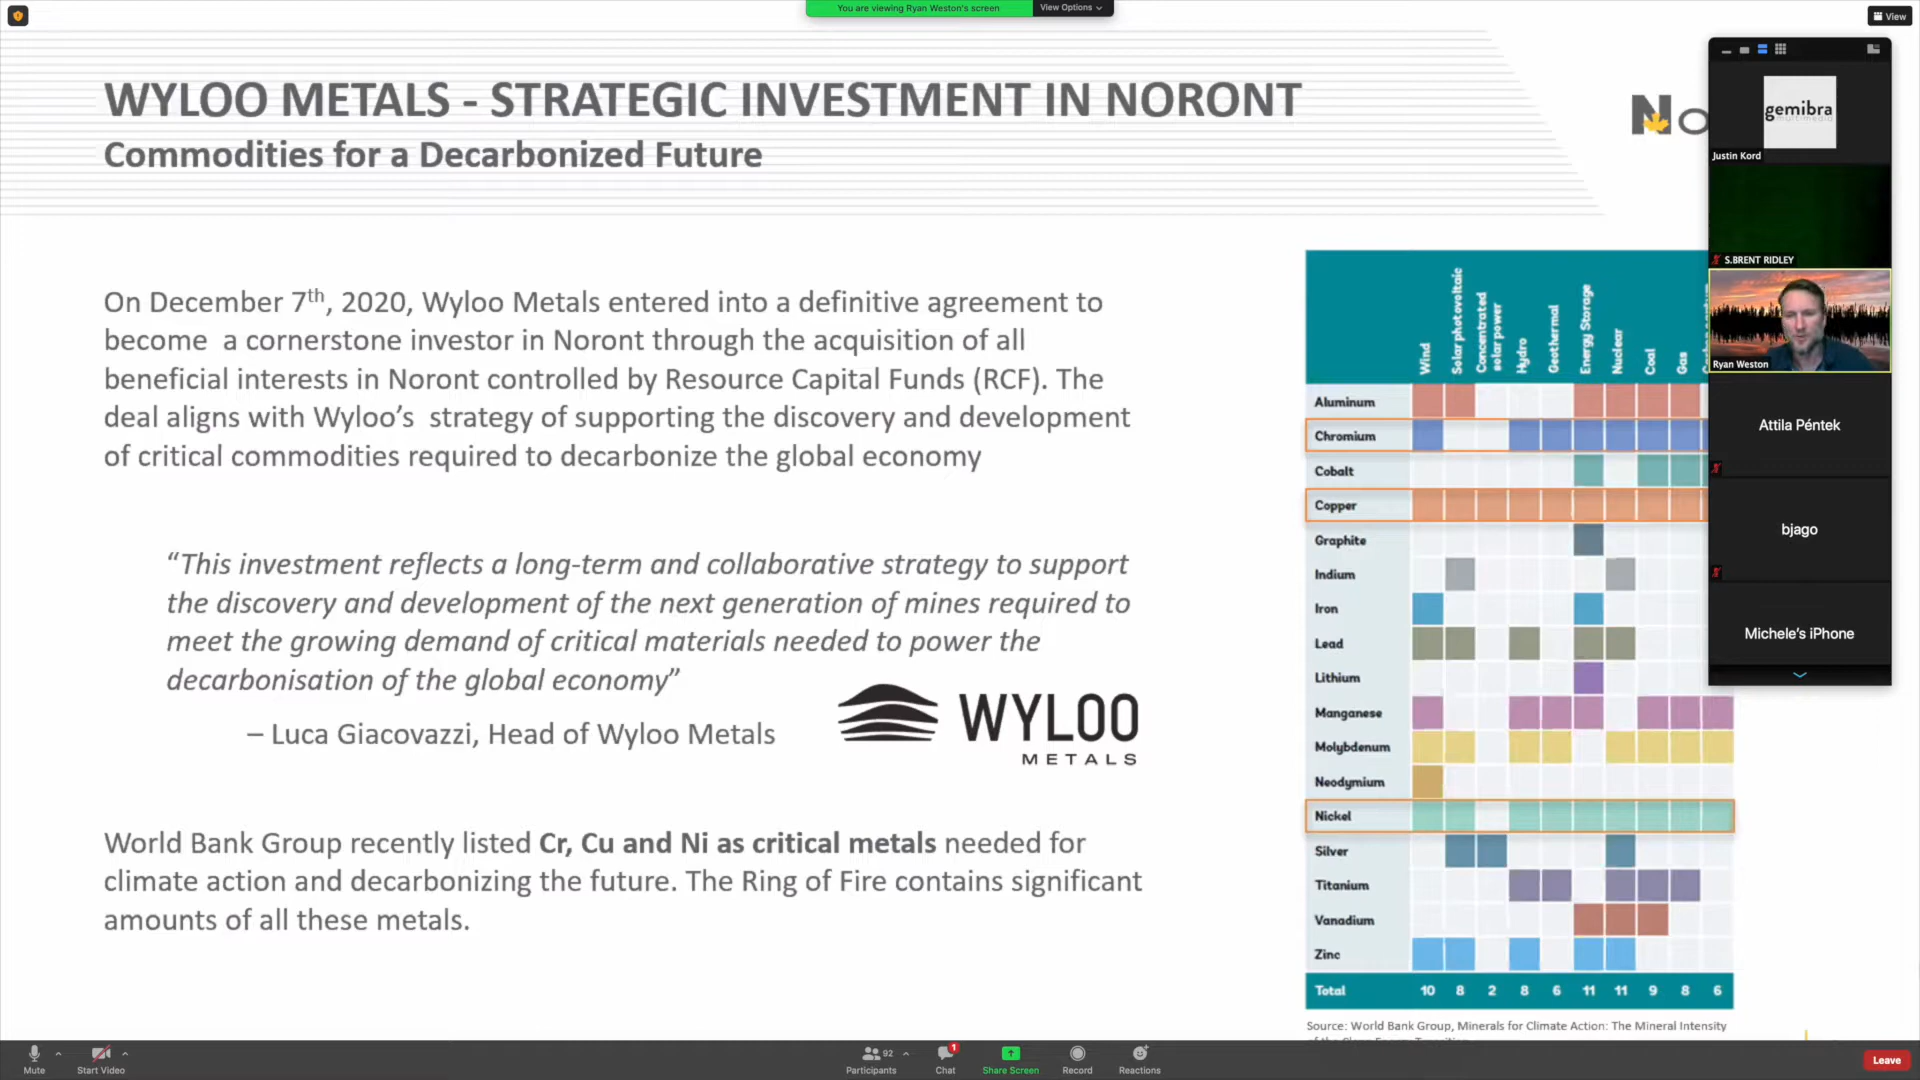 You are viewing Ryan Weston's screen
View Options
View
WYLOO METALS - STRATEGIC INVESTMENT IN NORONT
Commodities for a Decarbonized Future
No
On December 7th, 2020, Wyloo Metals entered into a definitive agreement to
become a cornerstone investor in Noront through the acquisition of all
beneficial interests in Noront controlled by Resource Capital Funds (RCF). The
deal aligns with Wyloo's strategy of supporting the discovery and development
of critical commodities required to decarbonize the global economy
"This investment reflects a long-term and collaborative strategy to support
the discovery and development of the next generation of mines required to
meet the growing demand of critical materials needed to power the
decarbonisation of the global economy"
– Luca Giacovazzi, Head of Wyloo Metals
WYLOO
METALS
World Bank Group recently listed Cr, Cu and Ni as critical metals needed for
climate action and decarbonizing the future. The Ring of Fire contains significant
amounts of all these metals.
Wind
Solar photovoltaic
Concentrated
solar power
Hydro
Geothermal
Energy Storage
Nuclear
Coal
Gas
Aluminum
Chromium
Cobalt
Copper
Graphite
Indium
Iron
Lead
Lithium
Manganese
Molybdenum
Neodymium
Nickel
Silver
Titanium
Vanadium
Zinc
Total 10 8 2 8 6 11 11 9 8 6
Source: World Bank Group, Minerals for Climate Action: The Mineral Intensity
gemibra
multimedia
Justin Kord
S.BRENT RIDLEY
Ryan Weston
Attila Péntek
bjago
Michele's iPhone
Mute
Start Video
92
Participants
1
Chat
Share Screen
Record
Reactions
Leave